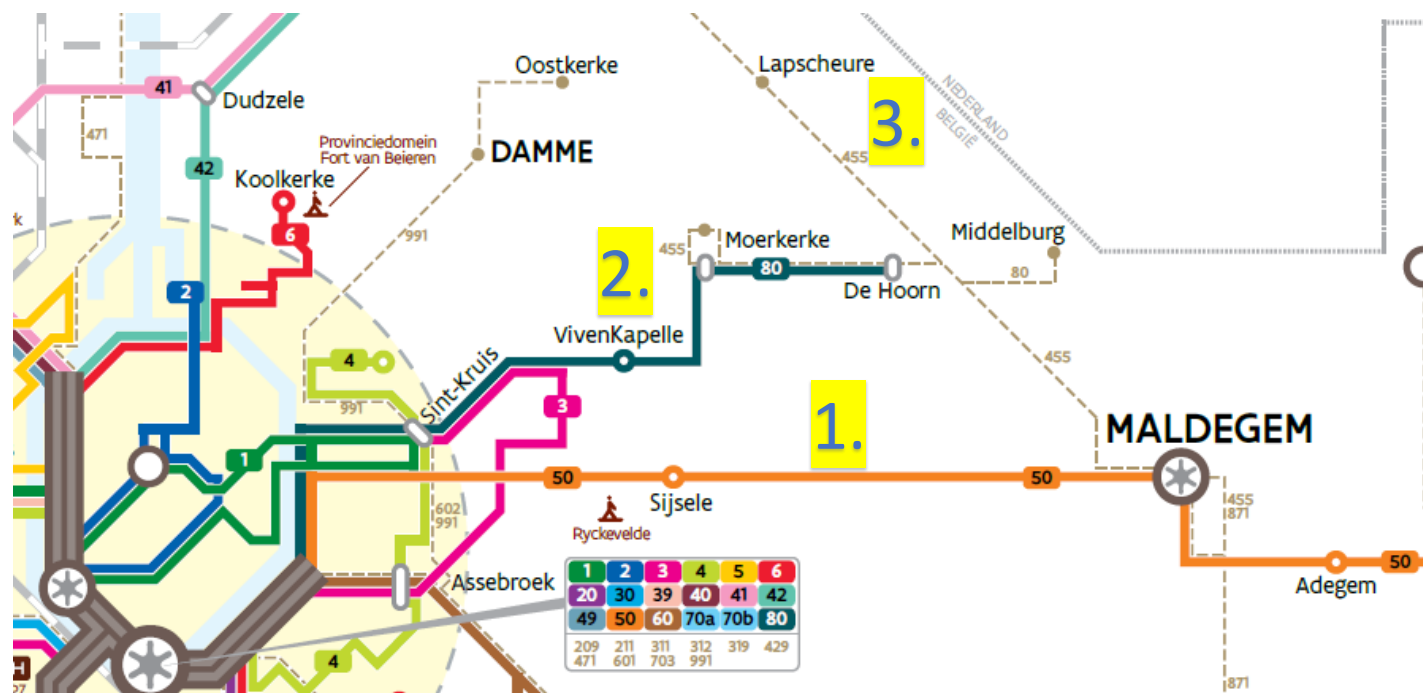 Oostkerke
Lapscheure
41
Dudzele
NEDERLAND
BELGIË
3.
471
Provinciedomein
Fort van Beieren
DAMME
455
42
Koolkerke
k
6
991
Moerkerke
Middelburg
455
2.
80
80
2
De Hoorn
VivenKapelle
4
455
Sint-Kruis
991
3
1.
MALDEGEM
1
50
50
Sijsele
455
871
602
991
Ryckevelde
Assebroek
1 2 3 4 5 6
20 30 39 40 41 42
49 50 60 70a 70b 80
209 211 311 312 319 429
471 601 703 991
50
Adegem
4
H
871